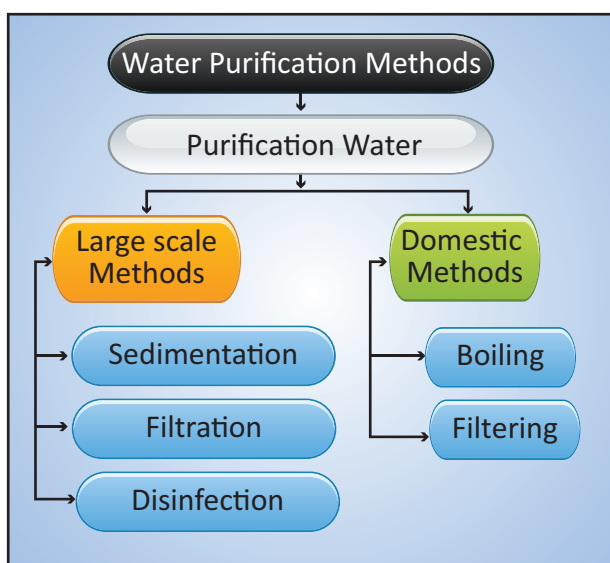 Water Purification Methods
Purification Water
Large scale
Methods
Sedimentation
Filtration
Disinfection
Domestic
Methods
Boiling
Filtering